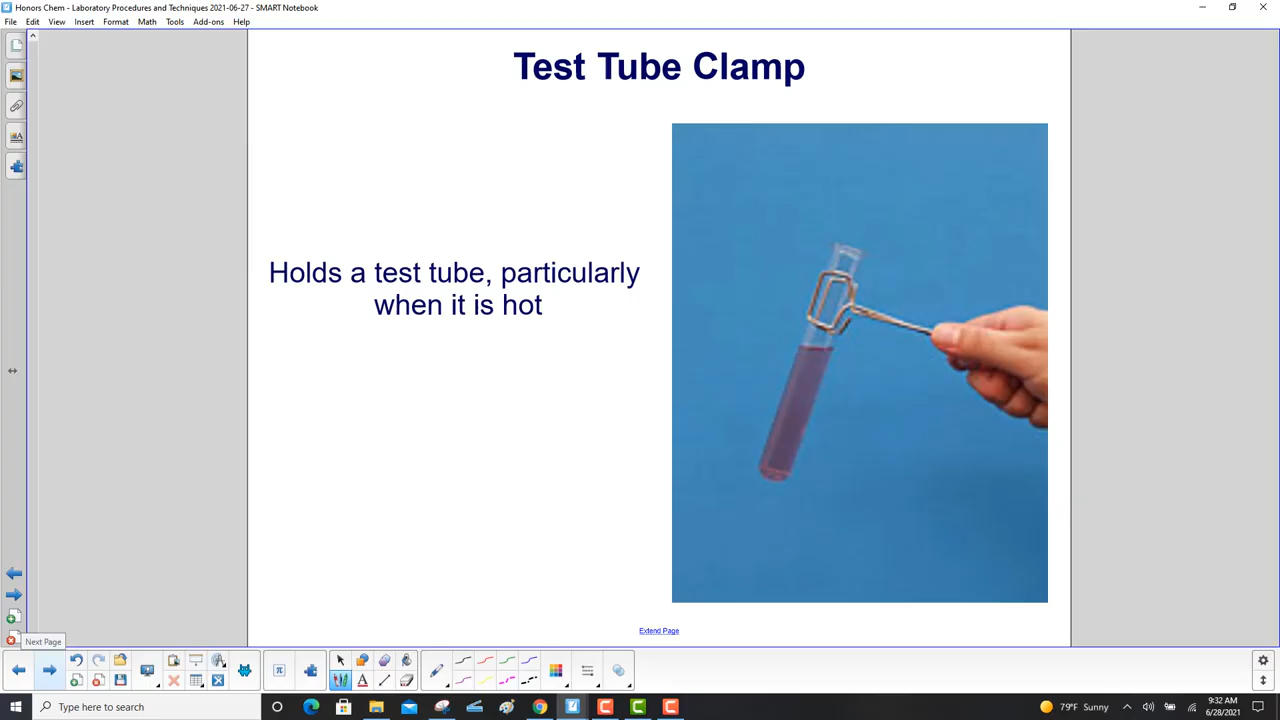 Honors Chem - Laboratory Procedures and Techniques 2021-06-27 - SMART Notebook
File Edit View Insert Format Math Tools Add-ons Help
Test Tube Clamp
Holds a test tube, particularly
when it is hot
Extend Page
Next Page
Type here to search
79°F Sunny
9:32 AM
6/28/2021